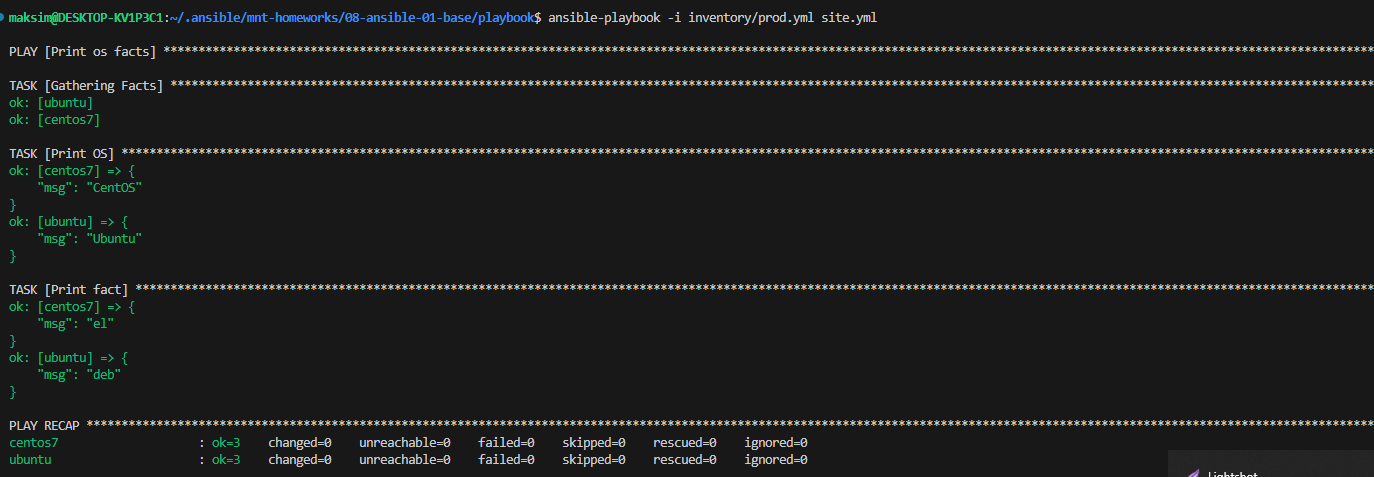 maksim@DESKTOP-KV1P3C1:~/.ansible/mnt-homeworks/08-ansible-01-base/playbook$ ansible-playbook -i inventory/prod.yml site.yml
PLAY [Print os facts] ****************************************************************************************************************************************************************************
TASK [Gathering Facts] ***************************************************************************************************************************************************************************
ok: [ubuntu]
ok: [centos7]
TASK [Print OS] **********************************************************************************************************************************************************************************
ok: [centos7] => {
    "msg": "CentOS"
}
ok: [ubuntu] => {
    "msg": "Ubuntu"
}
TASK [Print fact] ********************************************************************************************************************************************************************************
ok: [centos7] => {
    "msg": "el"
}
ok: [ubuntu] => {
    "msg": "deb"
}
PLAY RECAP ***************************************************************************************************************************************************************************************
centos7                    : ok=3    changed=0    unreachable=0    failed=0    skipped=0    rescued=0    ignored=0
ubuntu                     : ok=3    changed=0    unreachable=0    failed=0    skipped=0    rescued=0    ignored=0
Lightshot